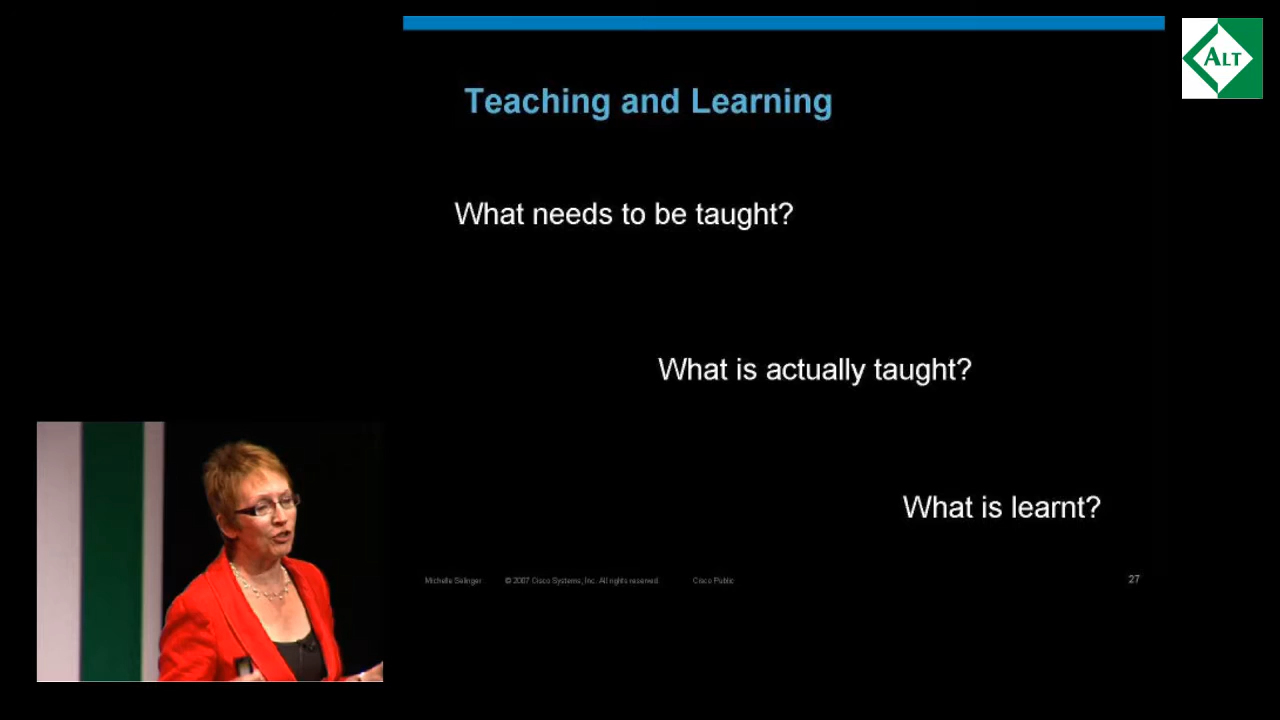 ALT
Teaching and Learning
What needs to be taught?
What is actually taught?
What is learnt?
Michelle Selinger © 2007 Cisco Systems, Inc. All rights reserved. Cisco Public 27